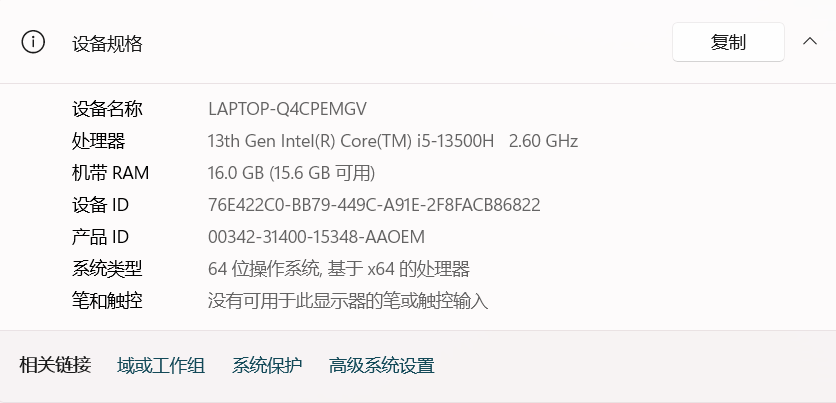 设备规格 复制
设备名称 LAPTOP-Q4CPEMGV
处理器 13th Gen Intel(R) Core(TM) i5-13500H 2.60 GHz
机带 RAM 16.0 GB (15.6 GB 可用)
设备 ID 76E422C0-BB79-449C-A91E-2F8FACB86822
产品 ID 00342-31400-15348-AAOEM
系统类型 64 位操作系统, 基于 x64 的处理器
笔和触控 没有可用于此显示器的笔或触控输入
相关链接 域或工作组 系统保护 高级系统设置